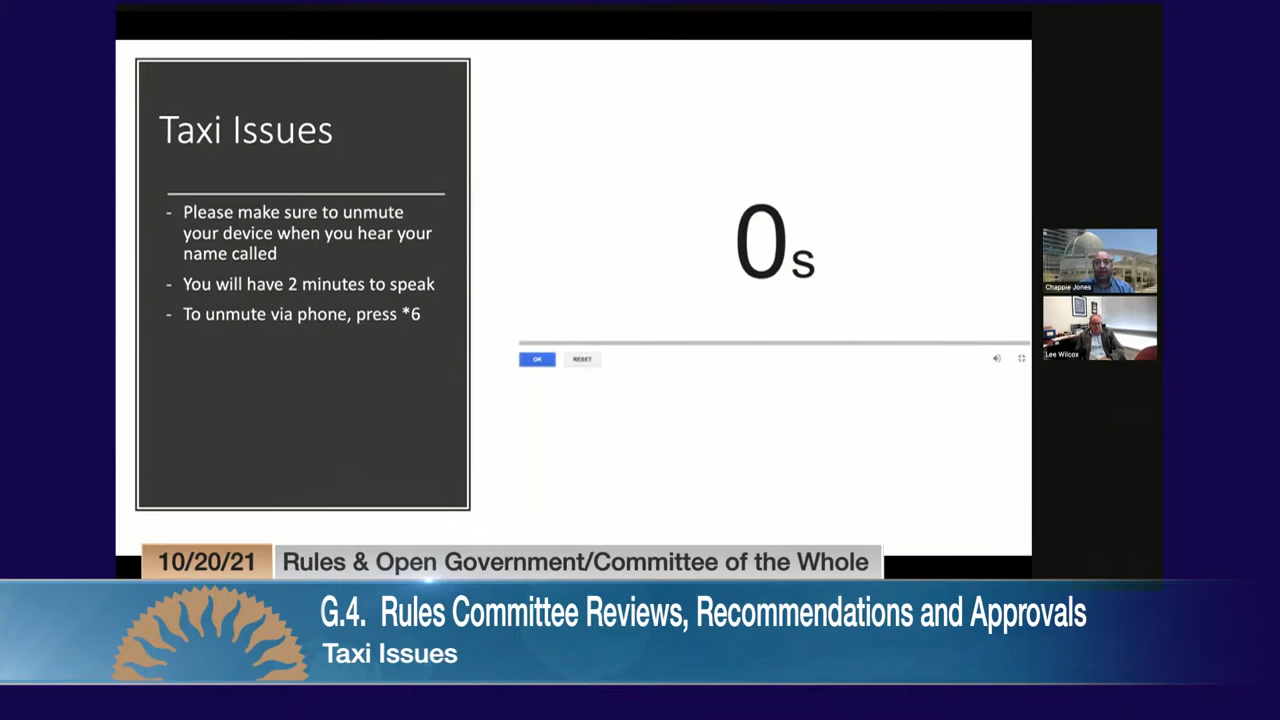 Taxi Issues
- Please make sure to unmute
your device when you hear your
name called
- You will have 2 minutes to speak
- To unmute via phone, press *6
0s
OK
RESET
Chappie Jones
Lee Wilcox
10/20/21
Rules & Open Government/Committee of the Whole
G.4. Rules Committee Reviews, Recommendations and Approvals
Taxi Issues